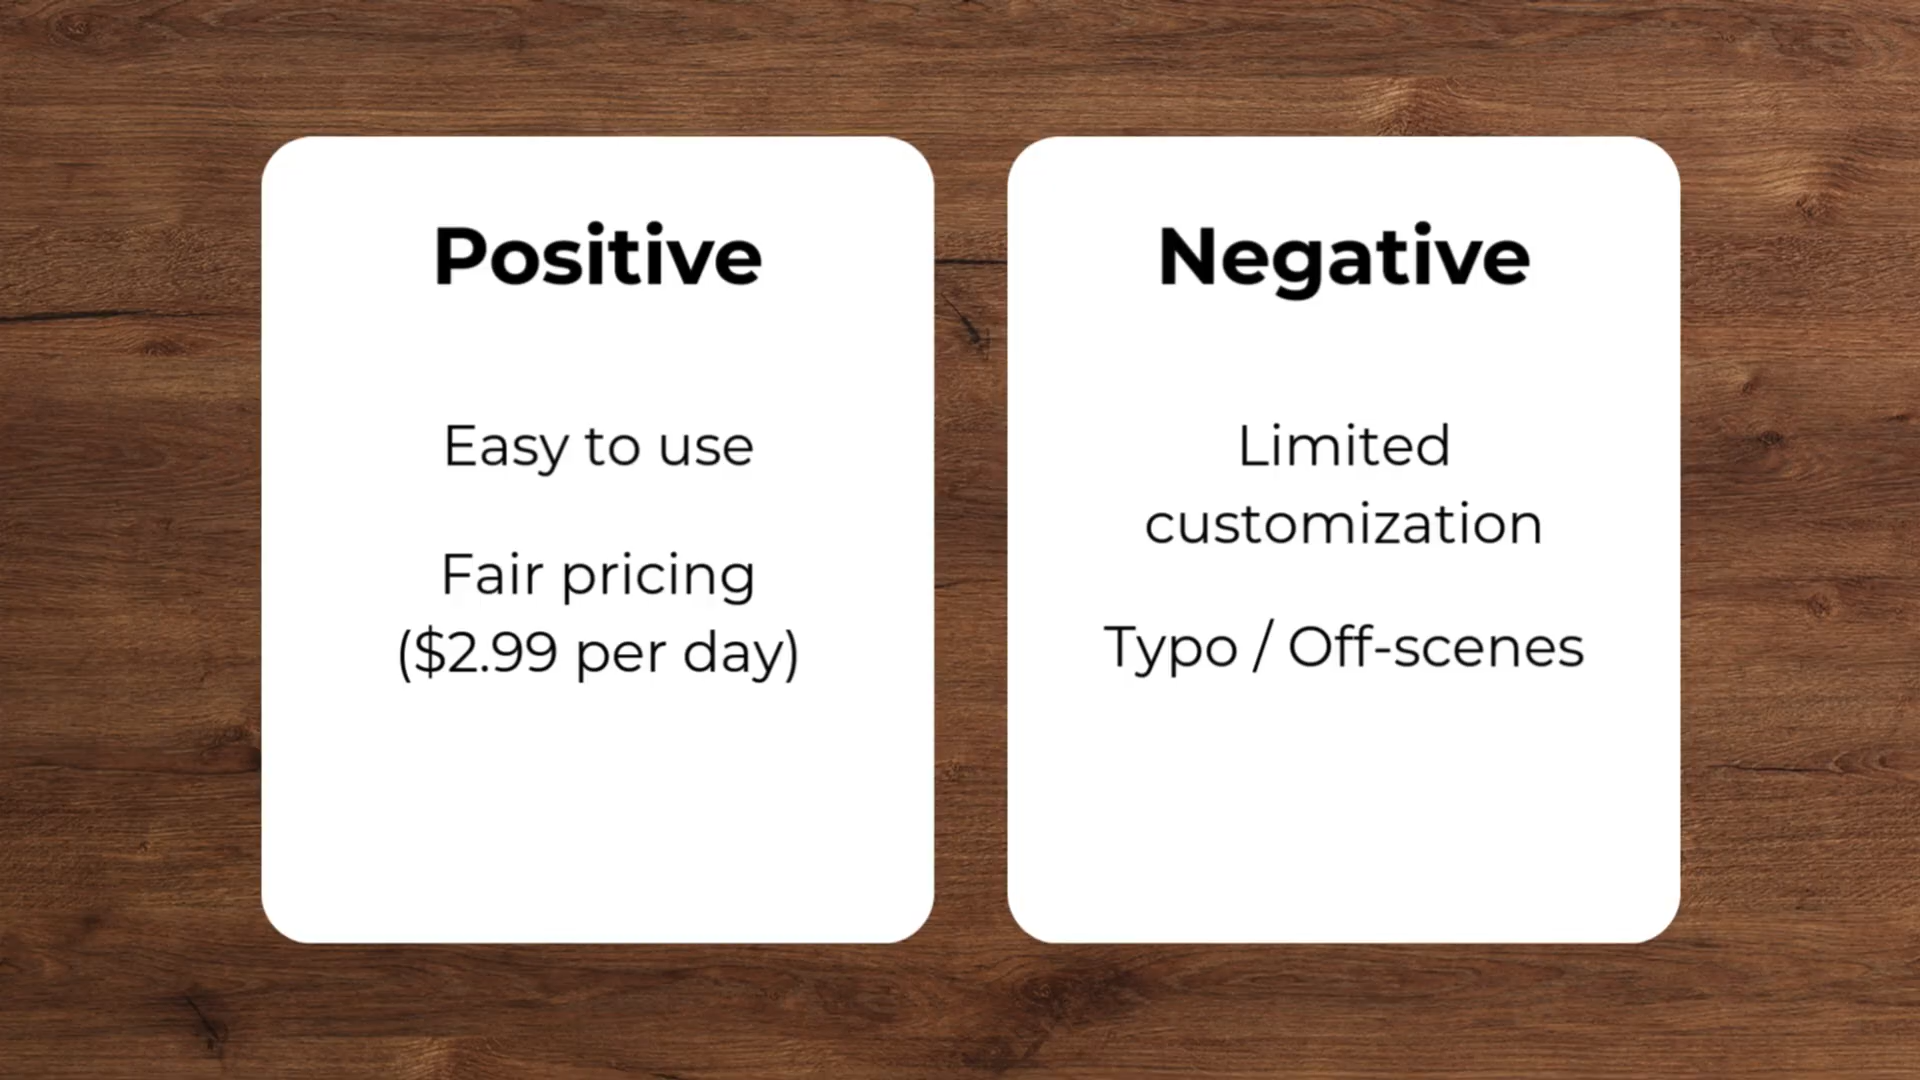 Positive
Easy to use
Fair pricing
($2.99 per day)
Negative
Limited
customization
Typo / Off-scenes